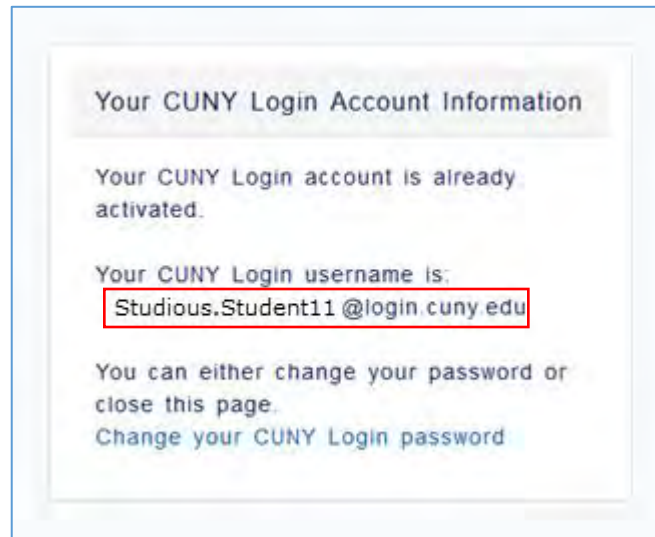 Your CUNY Login Account Information
Your CUNY Login account is already
activated.
Your CUNY Login username is:
Studious.Student11 @login.cuny.edu
You can either change your password or
close this page.
Change your CUNY Login password